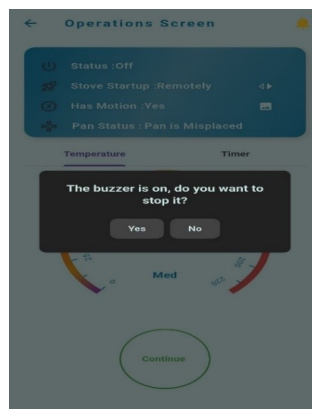 Operations Screen
Status :Off
Stove Startup :Remotely
Has Motion :Yes
Pan Status : Pan is Misplaced
Temperature
Timer
The buzzer is on, do you want to
stop it?
Yes
No
Med
Continue